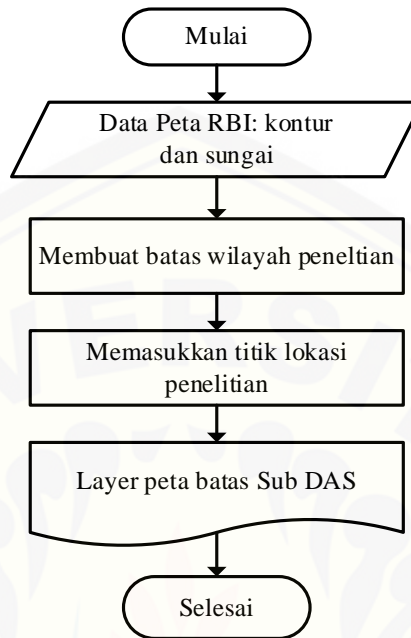 Mulai
Data Peta RBI: kontur
dan sungai
Membuat batas wilayah peneltian
Memasukkan titik lokasi
penelitian
Layer peta batas Sub DAS
Selesai